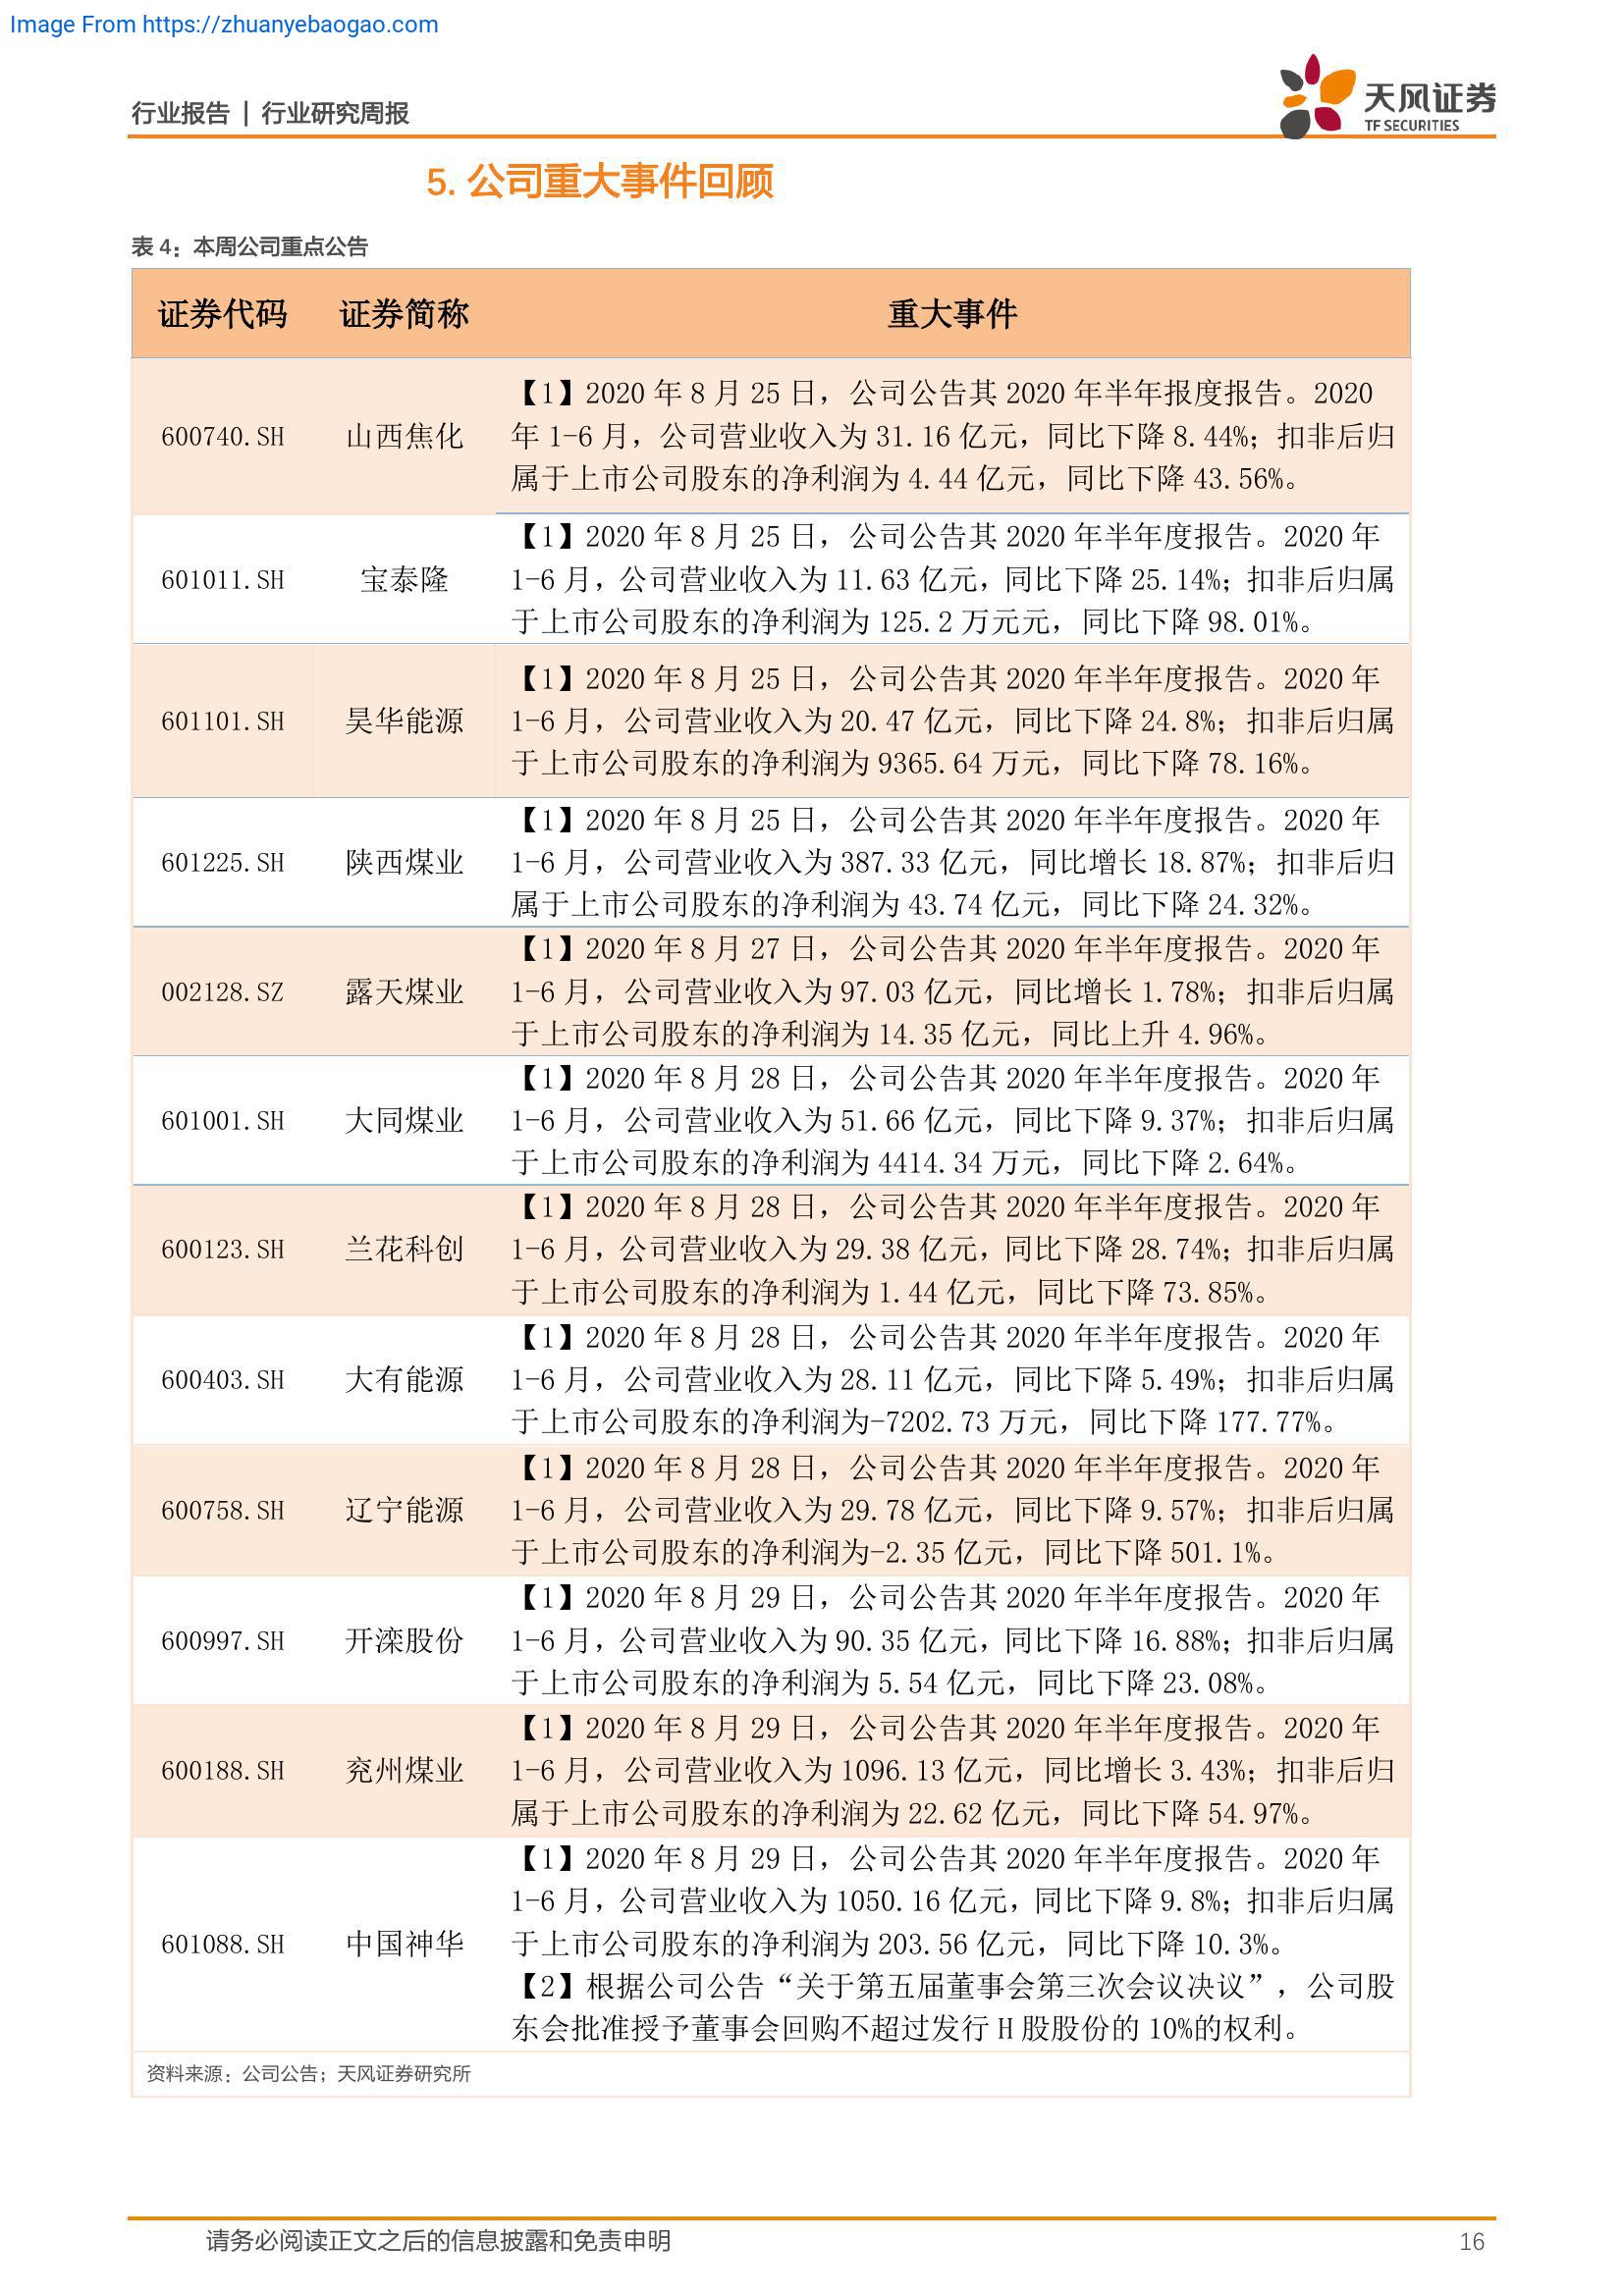 Image From https://zhuanyebaogao.com
行业报告 | 行业研究周报
天风证券
TF SECURITIES
5. 公司重大事件回顾
表 4：本周公司重点公告
证券代码 证券简称 重大事件
600740.SH 山西焦化
【1】2020 年 8 月 25 日，公司公告其 2020 年半年报度报告。2020
年 1-6 月，公司营业收入为 31.16 亿元，同比下降 8.44%；扣非后归
属于上市公司股东的净利润为 4.44 亿元，同比下降 43.56%。
601011.SH 宝泰隆
【1】2020 年 8 月 25 日，公司公告其 2020 年半年度报告。2020 年
1-6 月，公司营业收入为 11.63 亿元，同比下降 25.14%；扣非后归属
于上市公司股东的净利润为 125.2 万元元，同比下降 98.01%。
601101.SH 昊华能源
【1】2020 年 8 月 25 日，公司公告其 2020 年半年度报告。2020 年
1-6 月，公司营业收入为 20.47 亿元，同比下降 24.8%；扣非后归属
于上市公司股东的净利润为 9365.64 万元，同比下降 78.16%。
601225.SH 陕西煤业
【1】2020 年 8 月 25 日，公司公告其 2020 年半年度报告。2020 年
1-6 月，公司营业收入为 387.33 亿元，同比增长 18.87%；扣非后归
属于上市公司股东的净利润为 43.74 亿元，同比下降 24.32%。
002128.SZ 露天煤业
【1】2020 年 8 月 27 日，公司公告其 2020 年半年度报告。2020 年
1-6 月，公司营业收入为 97.03 亿元，同比增长 1.78%；扣非后归属
于上市公司股东的净利润为 14.35 亿元，同比上升 4.96%。
601001.SH 大同煤业
【1】2020 年 8 月 28 日，公司公告其 2020 年半年度报告。2020 年
1-6 月，公司营业收入为 51.66 亿元，同比下降 9.37%；扣非后归属
于上市公司股东的净利润为 4414.34 万元，同比下降 2.64%。
600123.SH 兰花科创
【1】2020 年 8 月 28 日，公司公告其 2020 年半年度报告。2020 年
1-6 月，公司营业收入为 29.38 亿元，同比下降 28.74%；扣非后归属
于上市公司股东的净利润为 1.44 亿元，同比下降 73.85%。
600403.SH 大有能源
【1】2020 年 8 月 28 日，公司公告其 2020 年半年度报告。2020 年
1-6 月，公司营业收入为 28.11 亿元，同比下降 5.49%；扣非后归属
于上市公司股东的净利润为-7202.73 万元，同比下降 177.77%。
600758.SH 辽宁能源
【1】2020 年 8 月 28 日，公司公告其 2020 年半年度报告。2020 年
1-6 月，公司营业收入为 29.78 亿元，同比下降 9.57%；扣非后归属
于上市公司股东的净利润为-2.35 亿元，同比下降 501.1%。
600997.SH 开滦股份
【1】2020 年 8 月 29 日，公司公告其 2020 年半年度报告。2020 年
1-6 月，公司营业收入为 90.35 亿元，同比下降 16.88%；扣非后归属
于上市公司股东的净利润为 5.54 亿元，同比下降 23.08%。
600188.SH 兖州煤业
【1】2020 年 8 月 29 日，公司公告其 2020 年半年度报告。2020 年
1-6 月，公司营业收入为 1096.13 亿元，同比增长 3.43%；扣非后归
属于上市公司股东的净利润为 22.62 亿元，同比下降 54.97%。
601088.SH 中国神华
【1】2020 年 8 月 29 日，公司公告其 2020 年半年度报告。2020 年
1-6 月，公司营业收入为 1050.16 亿元，同比下降 9.8%；扣非后归属
于上市公司股东的净利润为 203.56 亿元，同比下降 10.3%。
【2】根据公司公告“关于第五届董事会第三次会议决议”，公司股
东会批准授予董事会回购不超过发行 H 股股份的 10%的权利。
资料来源：公司公告；天风证券研究所
请务必阅读正文之后的信息披露和免责申明 16